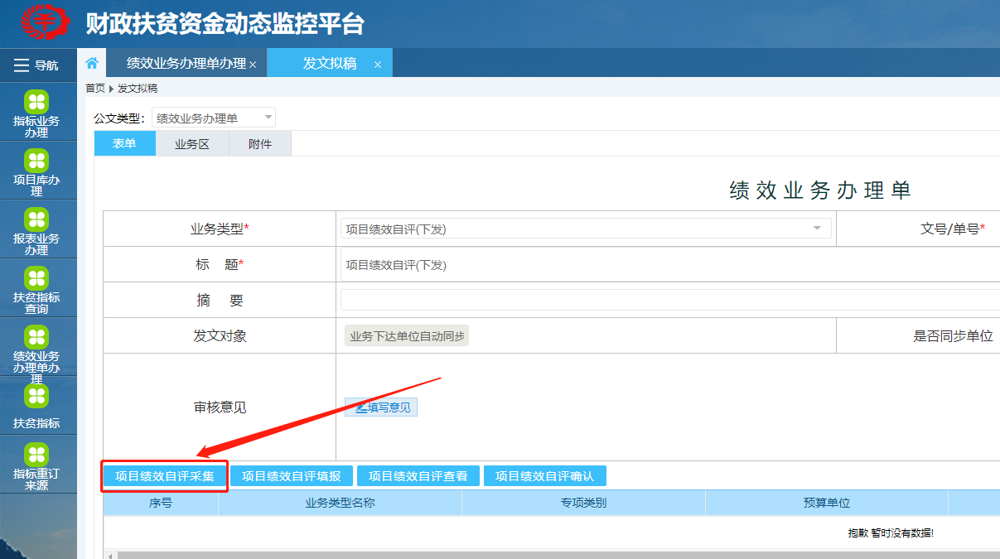 财政扶贫资金动态监控平台
导航
绩效业务办理单办理 ×
发文拟稿 ×
首页 发文拟稿
公文类型: 绩效业务办理单
表单 业务区 附件
指标业务
办理
项目库办
理
报表业务
办理
扶贫指标
查询
绩效业务
办理单办
理
扶贫指标
指标重订
来源
绩效业务办理单
业务类型* 项目绩效自评(下发) 文号/单号*
标 题* 项目绩效自评(下发)
摘 要
发文对象 业务下达单位自动同步 是否同步单位
审核意见 填写意见
项目绩效自评采集 项目绩效自评填报 项目绩效自评查看 项目绩效自评确认
序号 业务类型名称 专项类别 预算单位
抱歉 暂时没有数据!